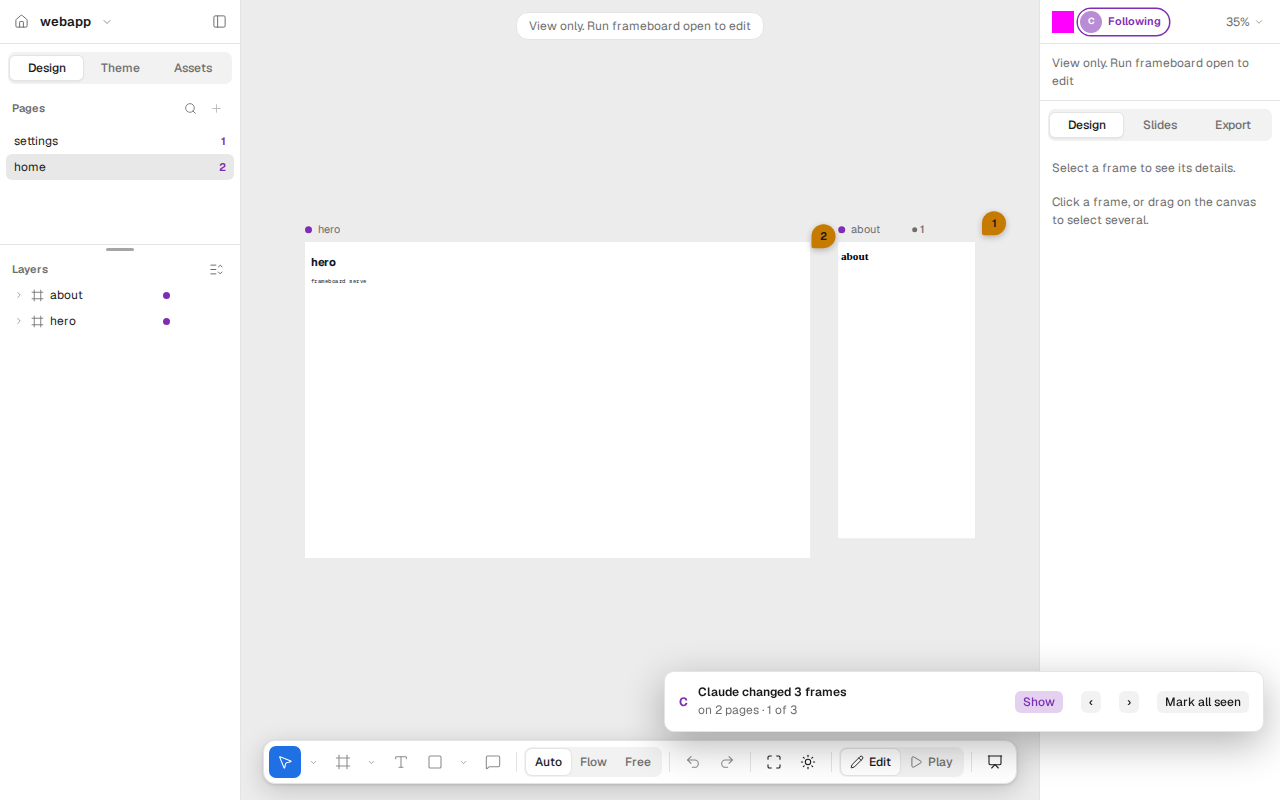 webapp
Design
Theme
Assets
Pages
settings
1
home
2
Layers
about
hero
View only. Run frameboard open to edit
hero
2
about
1
1
hero
frameboard serve
about
C
Following
35%
View only. Run frameboard open to
edit
Design
Slides
Export
Select a frame to see its details.
Click a frame, or drag on the canvas
to select several.
C
Claude changed 3 frames
on 2 pages · 1 of 3
Show
‹
›
Mark all seen
Auto
Flow
Free
Edit
Play